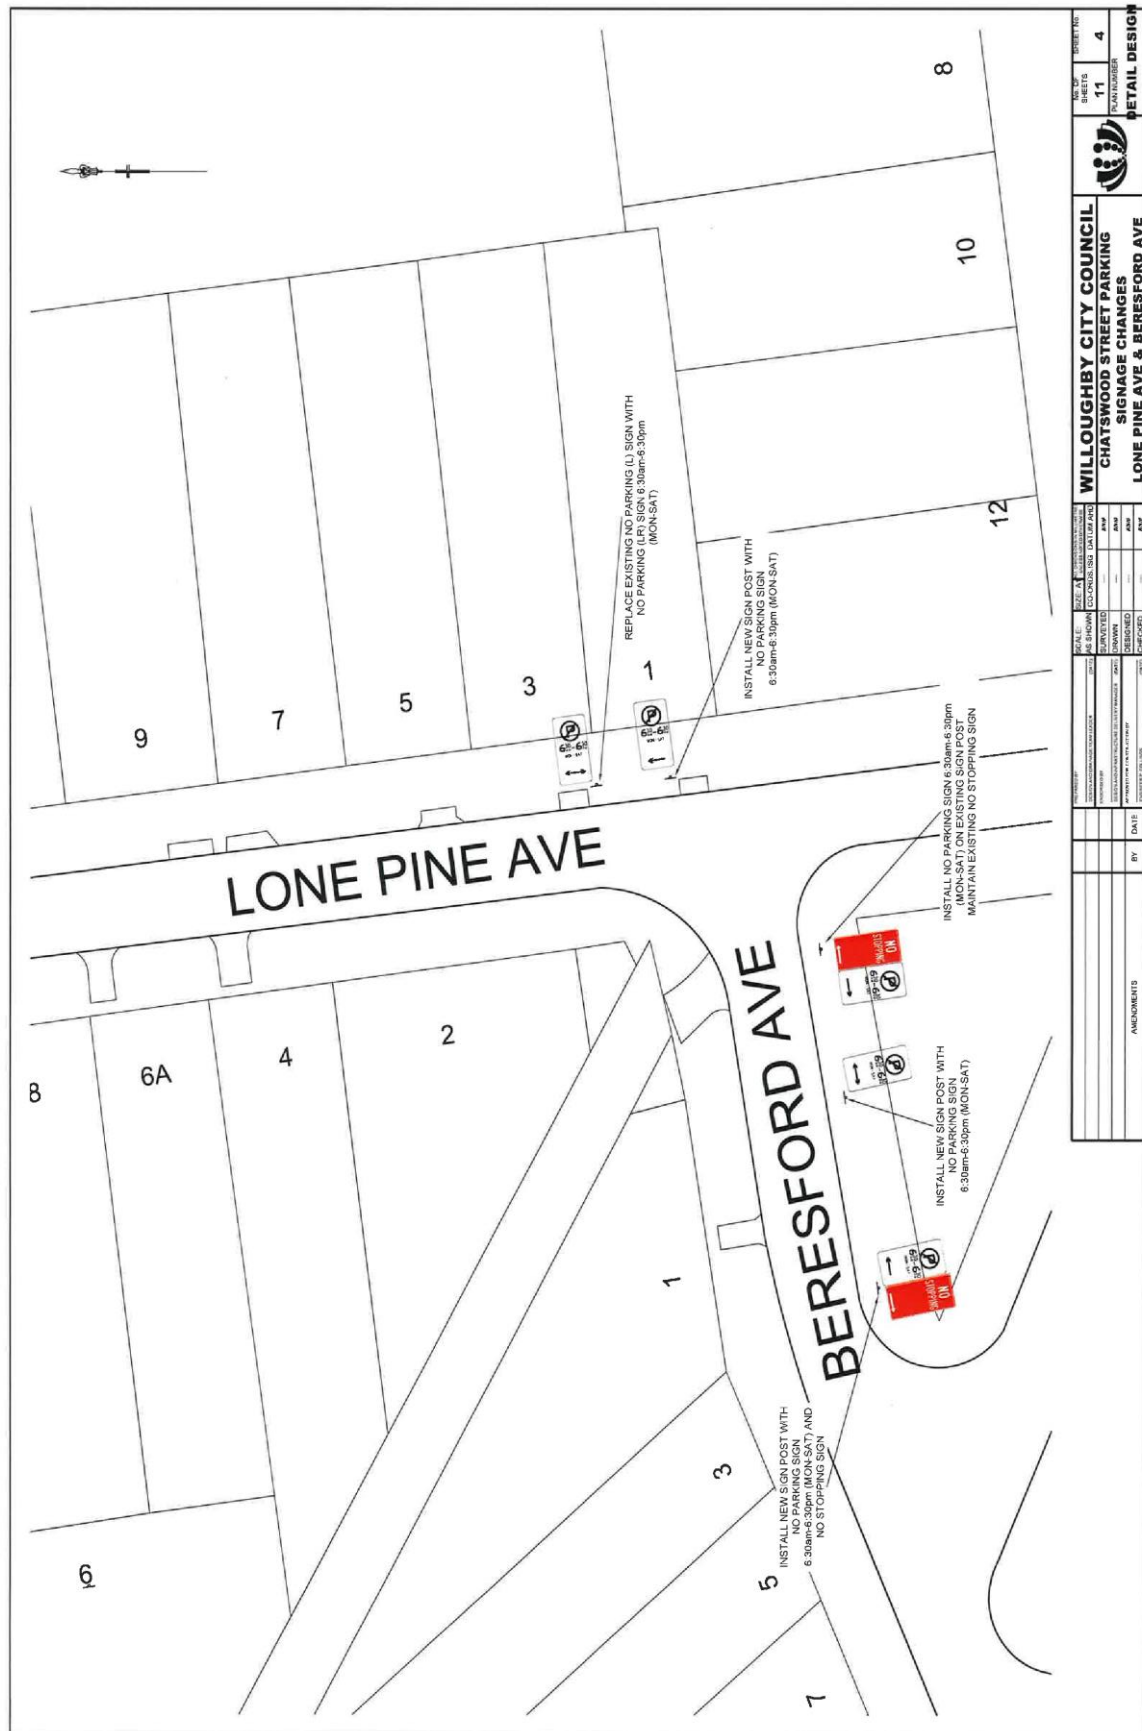 9
7
5
3
1
8
10
12
LONE PINE AVE
REPLACE EXISTING NO PARKING (L) SIGN WITH
NO PARKING (LR) SIGN 6:30am-6:30pm
(MON-SAT)
INSTALL NEW SIGN POST WITH
NO PARKING SIGN
6:30am-6:30pm (MON-SAT)
8
6A
4
2
6
1
3
5
7
BERESFORD AVE
INSTALL NO PARKING SIGN 6:30am-6:30pm
(MON-SAT) ON EXISTING SIGN POST
MAINTAIN EXISTING NO STOPPING SIGN
NO
STOPPING
INSTALL NEW SIGN POST WITH
NO PARKING SIGN
6:30am-6:30pm (MON-SAT)
NO
STOPPING
INSTALL NEW SIGN POST WITH
NO PARKING SIGN
6:30am-6:30pm (MON-SAT) AND
NO STOPPING SIGN
AMENDMENTS
BY
DATE
SCALE:
AS SHOWN
SURVEYED
DRAWN
DESIGNED
CHECKED
WILLOUGHBY CITY COUNCIL
CHATSWOOD STREET PARKING
SIGNAGE CHANGES
LONE PINE AVE & BERESFORD AVE
No. OF
SHEETS
11
SHEET No.
4
PLAN NUMBER
DETAIL DESIGN